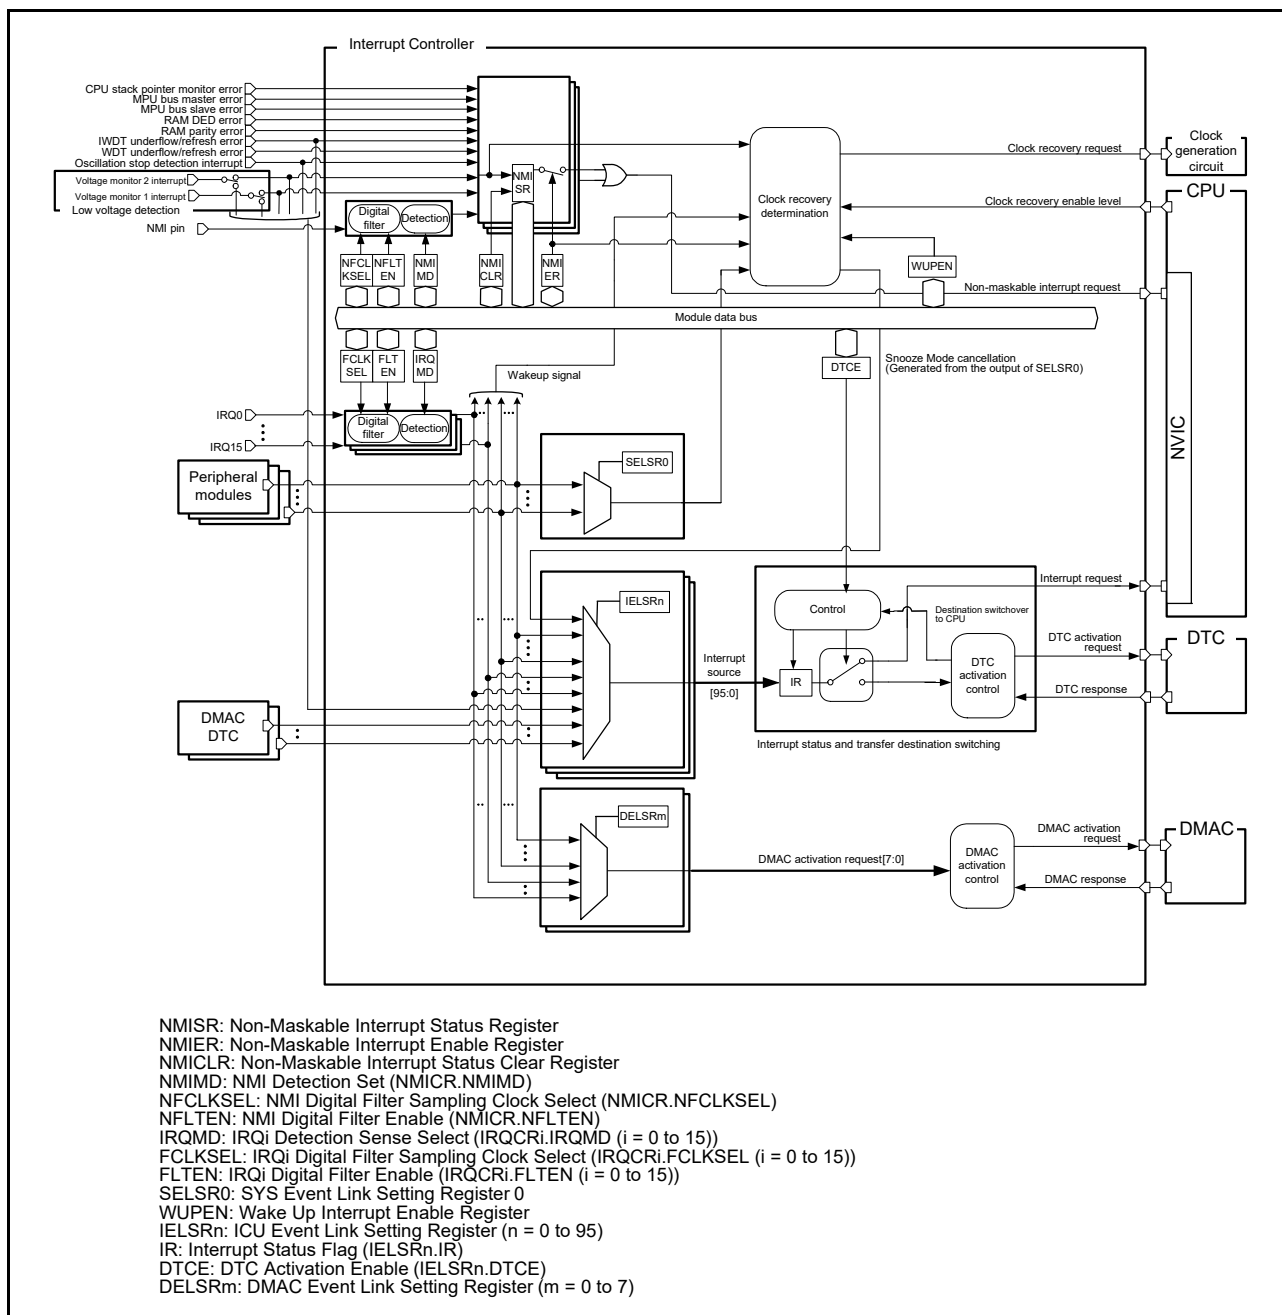 Interrupt Controller
CPU stack pointer monitor error
MPU bus master error
MPU bus slave error
RAM DED error
RAM parity error
IWDT underflow/refresh error
WDT underflow/refresh error
Oscillation stop detection interrupt
Voltage monitor 2 interrupt
Voltage monitor 1 interrupt
Low voltage detection
NMI pin
Digital
filter
Detection
NMI
SR
NFCL
KSEL
NFLT
EN
NMI
MD
NMI
CLR
NMI
ER
Clock recovery
determination
Clock recovery request
Clock
generation
circuit
CPU
Clock recovery enable level
WUPEN
Non-maskable interrupt request
Module data bus
FCLK
SEL
FLT
EN
IRQ
MD
Wakeup signal
DTCE
Snooze Mode cancellation
(Generated from the output of SELSR0)
NVIC
IRQ0
IRQ15
Digital
filter
Detection
Peripheral
modules
SELSR0
IELSRn
Control
Destination switchover
to CPU
Interrupt request
DTC activation
request
DTC
Interrupt
source
[95:0]
IR
DTC
activation
control
DTC response
DMAC
DTC
Interrupt status and transfer destination switching
DELSRm
DMAC activation request[7:0]
DMAC
activation
control
DMAC activation
request
DMAC
DMAC response
NMISR: Non-Maskable Interrupt Status Register
NMIER: Non-Maskable Interrupt Enable Register
NMICLR: Non-Maskable Interrupt Status Clear Register
NMIMD: NMI Detection Set (NMICR.NMIMD)
NFCLKSEL: NMI Digital Filter Sampling Clock Select (NMICR.NFCLKSEL)
NFLTEN: NMI Digital Filter Enable (NMICR.NFLTEN)
IRQMD: IRQi Detection Sense Select (IRQCRi.IRQMD (i = 0 to 15))
FCLKSEL: IRQi Digital Filter Sampling Clock Select (IRQCRi.FCLKSEL (i = 0 to 15))
FLTEN: IRQi Digital Filter Enable (IRQCRi.FLTEN (i = 0 to 15))
SELSR0: SYS Event Link Setting Register 0
WUPEN: Wake Up Interrupt Enable Register
IELSRn: ICU Event Link Setting Register (n = 0 to 95)
IR: Interrupt Status Flag (IELSRn.IR)
DTCE: DTC Activation Enable (IELSRn.DTCE)
DELSRm: DMAC Event Link Setting Register (m = 0 to 7)